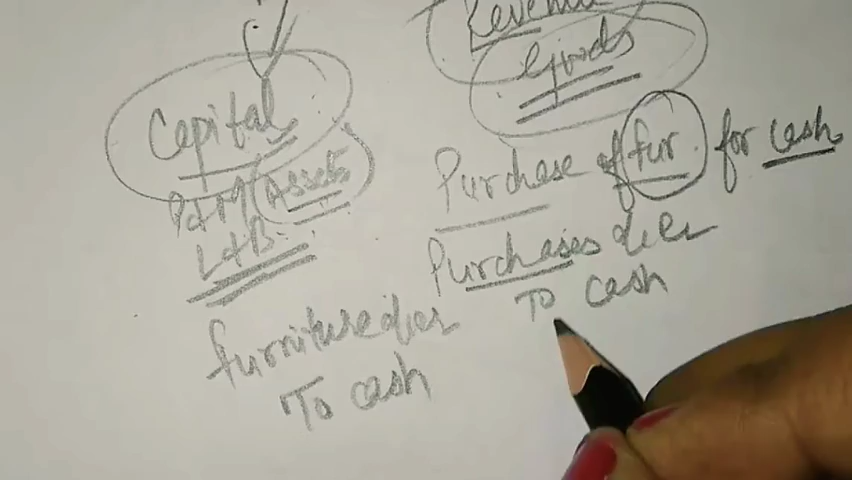 Capital
P+M Assets
L+B
Furniture a/c Dr
To cash
Revenue
Goods
Purchase of fur. for cash
Purchases a/c Dr
To cash